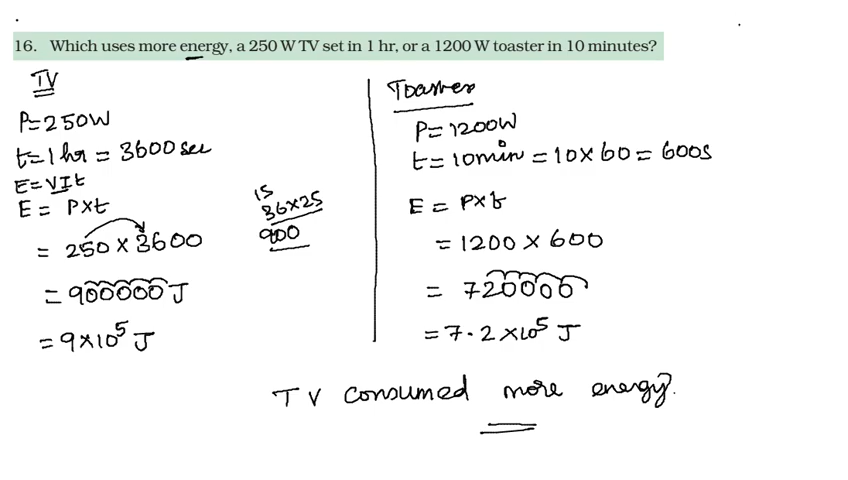 16. Which uses more energy, a 250 W TV set in 1 hr, or a 1200 W toaster in 10 minutes?
TV
P=250W
t=1 hr = 3600 sec
E=VIt
E = P×t
= 250 × 3600
= 900000 J
= 9×10⁵ J
15
36×25
900
Toaster
P=1200W
t=10min = 10×60 = 600s
E = P×t
= 1200 × 600
= 720000
= 7.2×10⁵ J
TV consumed more energy.